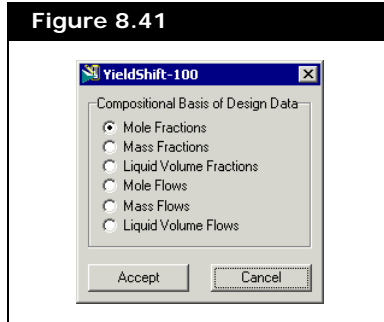 Figure 8.41
YieldShift-100
Compositional Basis of Design Data
Mole Fractions
Mass Fractions
Liquid Volume Fractions
Mole Flows
Mass Flows
Liquid Volume Flows
Accept Cancel